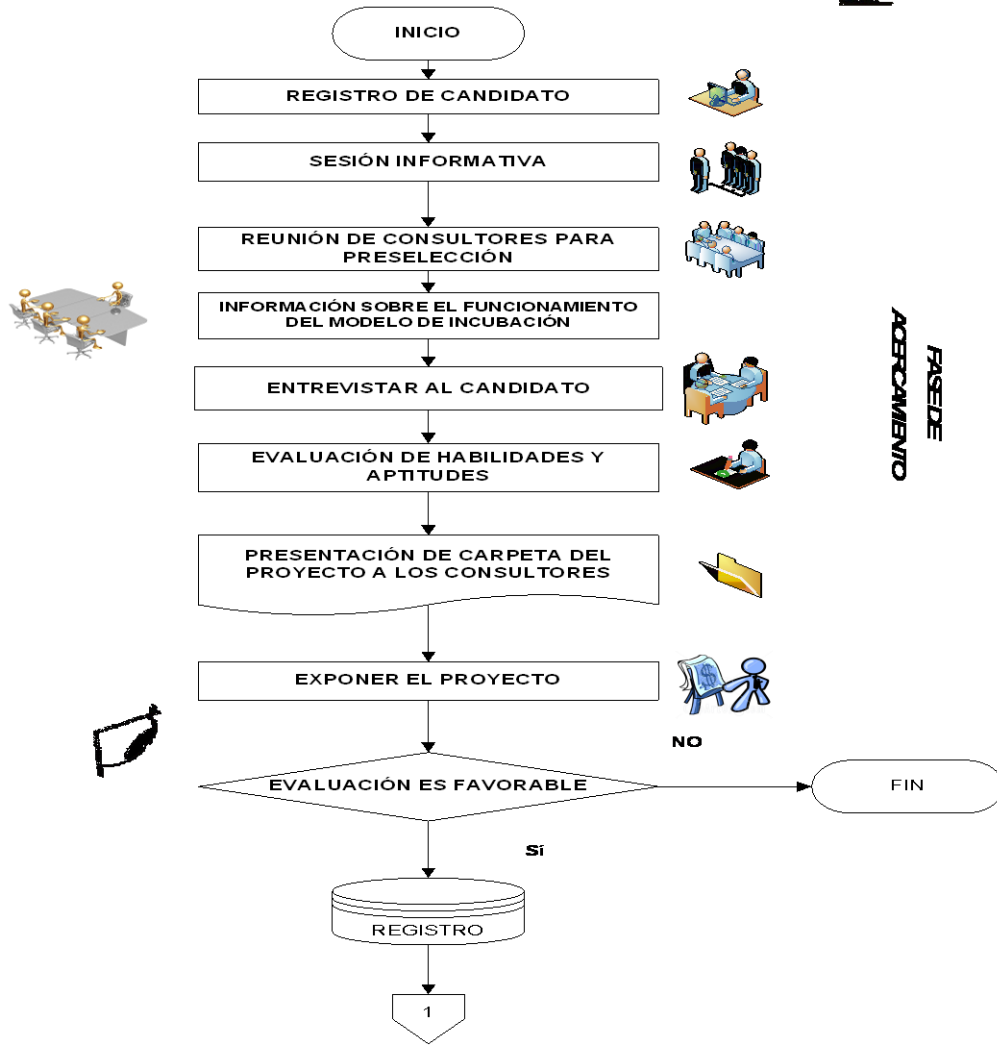 INICIO
REGISTRO DE CANDIDATO
SESIÓN INFORMATIVA
REUNIÓN DE CONSULTORES PARA
PRESELECCIÓN
INFORMACIÓN SOBRE EL FUNCIONAMIENTO
DEL MODELO DE INCUBACIÓN
ENTREVISTAR AL CANDIDATO
FASE DE
ACERCAMIENTO
EVALUACIÓN DE HABILIDADES Y
APTITUDES
PRESENTACIÓN DE CARPETA DEL
PROYECTO A LOS CONSULTORES
EXPONER EL PROYECTO
$
NO
EVALUACIÓN ES FAVORABLE
FIN
Sí
REGISTRO
1